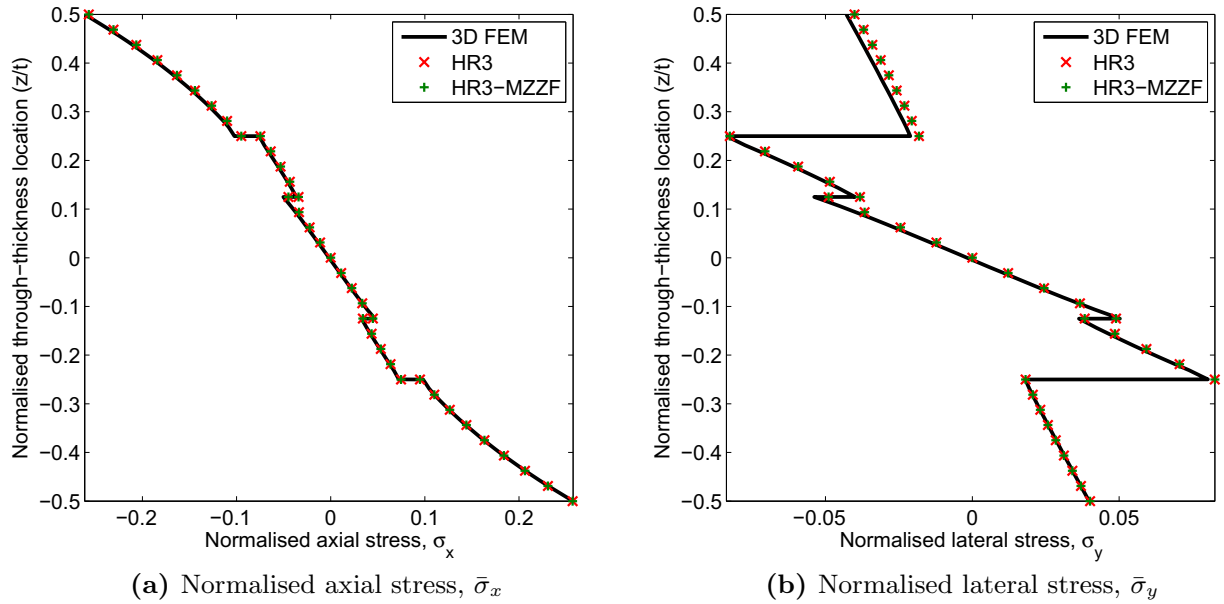 0.5
0.4
0.3
0.2
0.1
0
−0.1
−0.2
−0.3
−0.4
−0.5
Normalised through−thickness location (z/t)
3D FEM
HR3
HR3−MZZF
−0.2 −0.1 0 0.1 0.2
Normalised axial stress, σx
(a) Normalised axial stress, σ̄x
0.5
0.4
0.3
0.2
0.1
0
−0.1
−0.2
−0.3
−0.4
−0.5
Normalised through−thickness location (z/t)
3D FEM
HR3
HR3−MZZF
−0.05 0 0.05
Normalised lateral stress, σy
(b) Normalised lateral stress, σ̄y